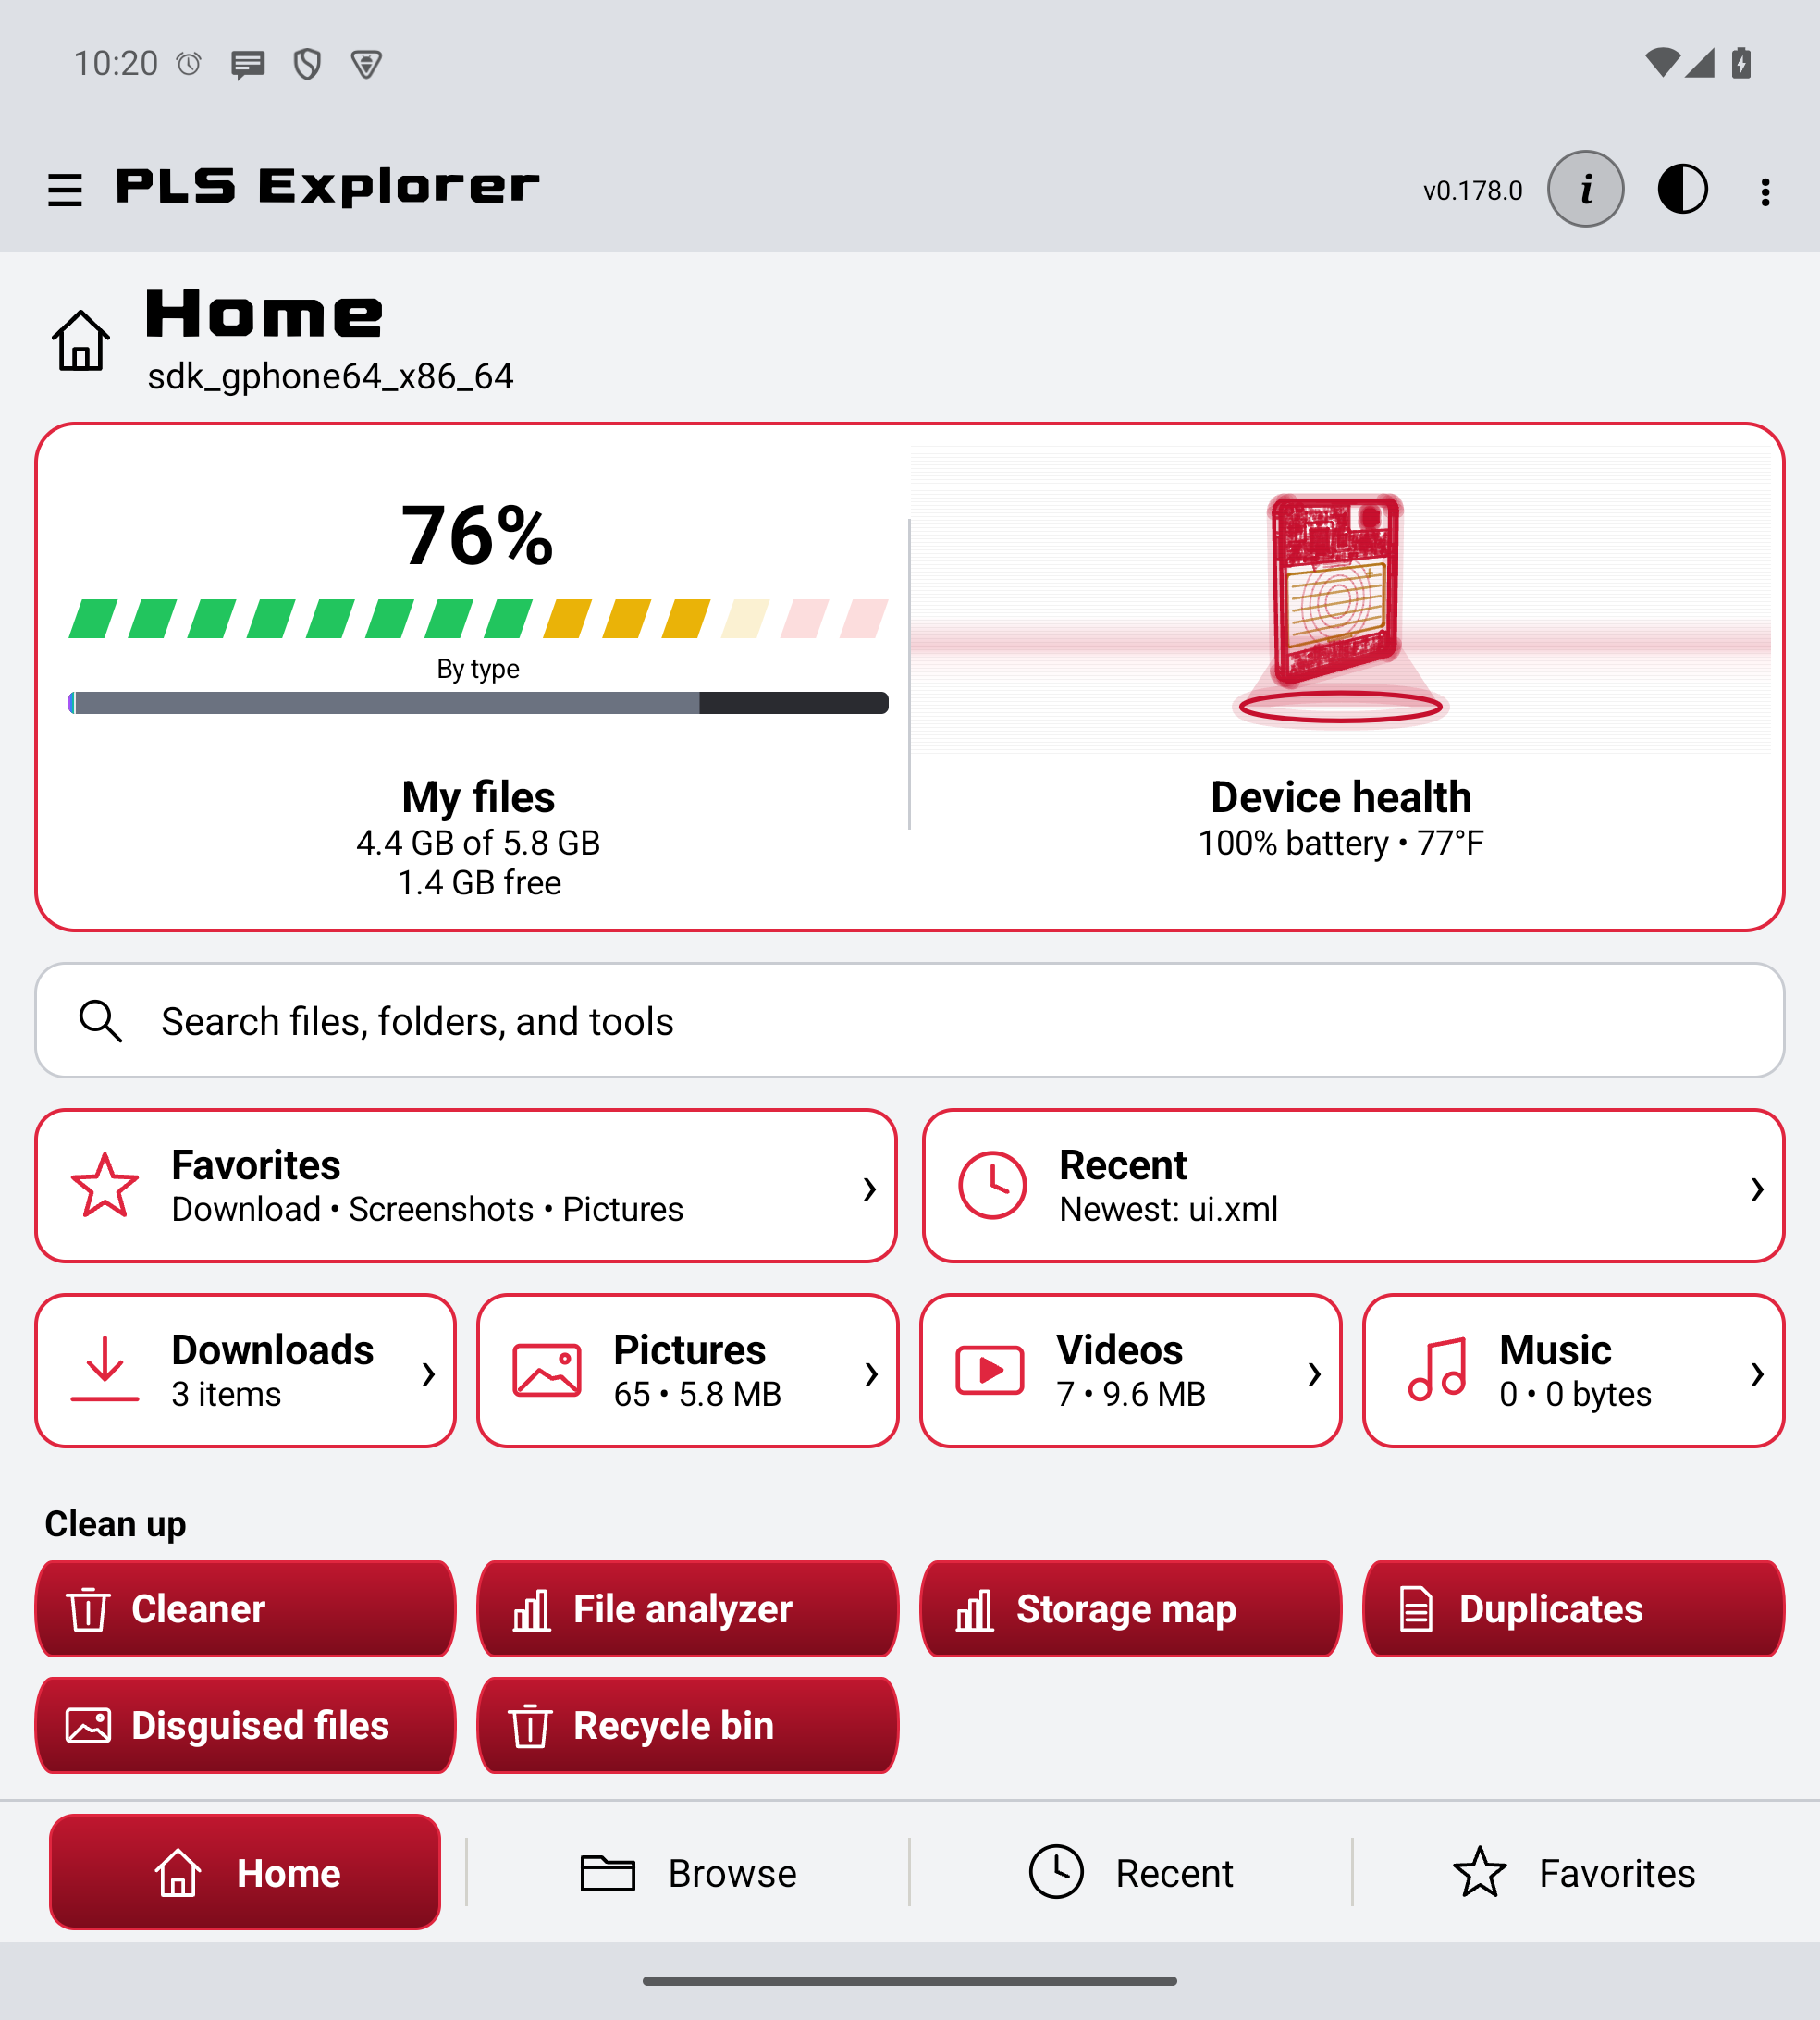 10:20
PLS Explorer
v0.178.0
i
Home
sdk_gphone64_x86_64
76%
By type
My files
4.4 GB of 5.8 GB
1.4 GB free
Device health
100% battery • 77°F
Search files, folders, and tools
Favorites
Download • Screenshots • Pictures
Recent
Newest: ui.xml
Downloads
3 items
Pictures
65 • 5.8 MB
Videos
7 • 9.6 MB
Music
0 • 0 bytes
Clean up
Cleaner
File analyzer
Storage map
Duplicates
Disguised files
Recycle bin
Home
Browse
Recent
Favorites